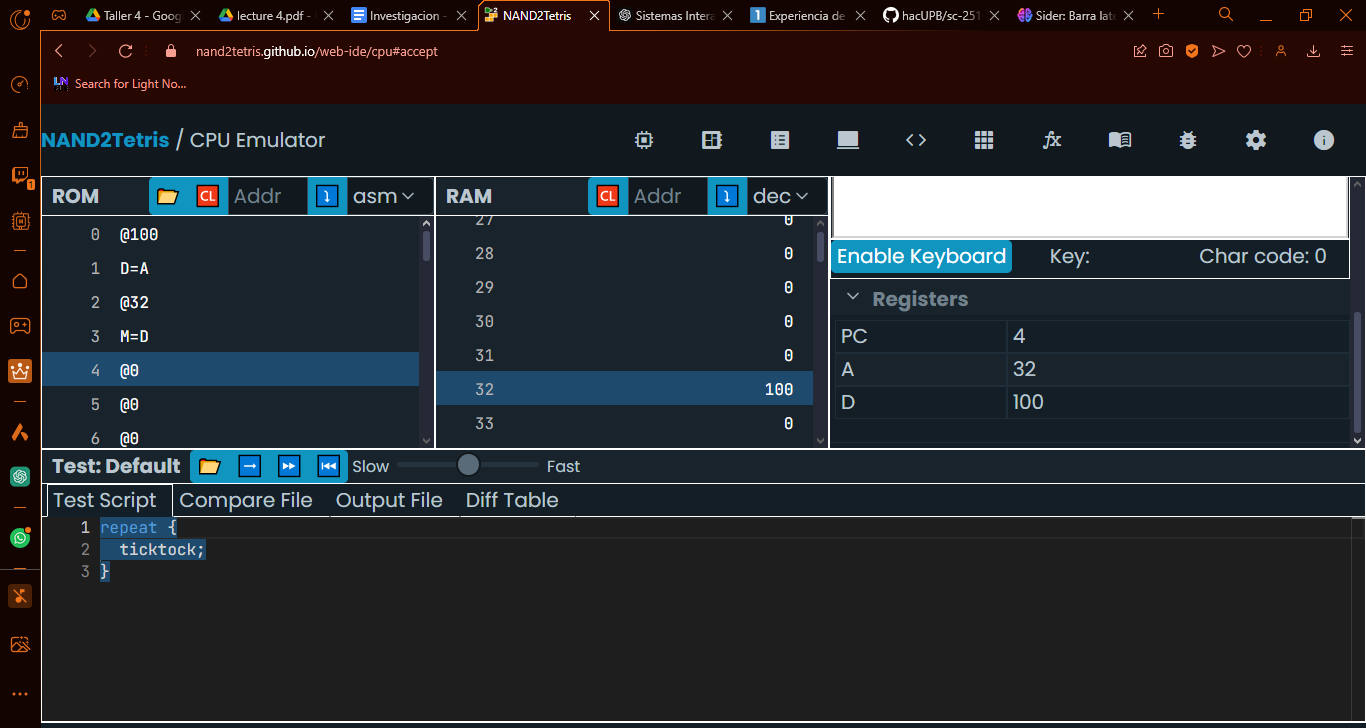 Taller 4 - Goog
lecture 4.pdf -
Investigacion -
NAND2Tetris
Sistemas Intera
Experiencia de
hacUPB/sc-251
Sider: Barra late
nand2tetris.github.io/web-ide/cpu#accept
Search for Light No...
1
NAND2Tetris / CPU Emulator
ROM CL Addr asm
0 @100
1 D=A
2 @32
3 M=D
4 @0
5 @0
6 @0
RAM CL Addr dec
27 0
28 0
29 0
30 0
31 0
32 100
33 0
Enable Keyboard Key: Char code: 0
Registers
PC 4
A 32
D 100
Test: Default Slow Fast
Test Script Compare File Output File Diff Table
1 repeat {
2 ticktock;
3 }